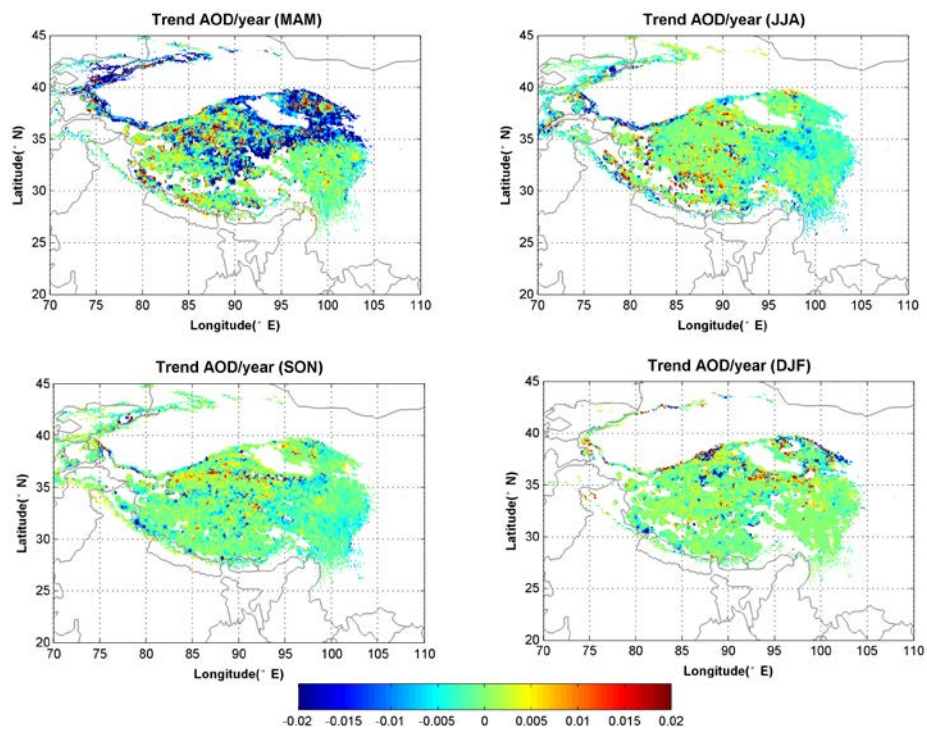 Trend AOD/year (MAM)
45
40
35
30
25
20
Latitude(° N)
70 75 80 85 90 95 100 105 110
Longitude(° E)
Trend AOD/year (JJA)
45
40
35
30
25
20
Latitude(° N)
70 75 80 85 90 95 100 105 110
Longitude(° E)
Trend AOD/year (SON)
45
40
35
30
25
20
Latitude(° N)
70 75 80 85 90 95 100 105 110
Longitude(° E)
Trend AOD/year (DJF)
45
40
35
30
25
20
Latitude(° N)
70 75 80 85 90 95 100 105 110
Longitude(° E)
-0.02 -0.015 -0.01 -0.005 0 0.005 0.01 0.015 0.02